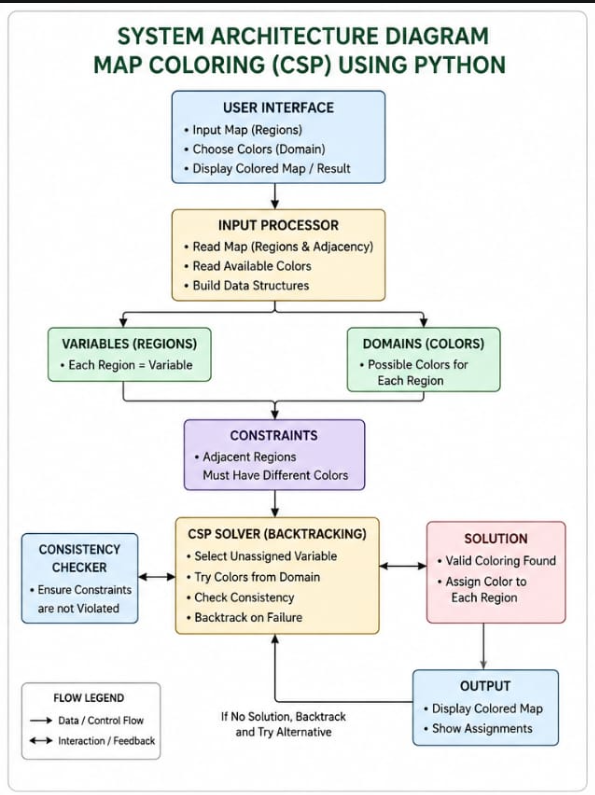 SYSTEM ARCHITECTURE DIAGRAM
MAP COLORING (CSP) USING PYTHON
USER INTERFACE
• Input Map (Regions)
• Choose Colors (Domain)
• Display Colored Map / Result
INPUT PROCESSOR
• Read Map (Regions & Adjacency)
• Read Available Colors
• Build Data Structures
VARIABLES (REGIONS)
• Each Region = Variable
DOMAINS (COLORS)
• Possible Colors for
Each Region
CONSTRAINTS
• Adjacent Regions
Must Have Different Colors
CONSISTENCY
CHECKER
• Ensure Constraints
are not Violated
CSP SOLVER (BACKTRACKING)
• Select Unassigned Variable
• Try Colors from Domain
• Check Consistency
• Backtrack on Failure
SOLUTION
• Valid Coloring Found
• Assign Color to
Each Region
OUTPUT
• Display Colored Map
• Show Assignments
If No Solution, Backtrack
and Try Alternative
FLOW LEGEND
Data / Control Flow
Interaction / Feedback